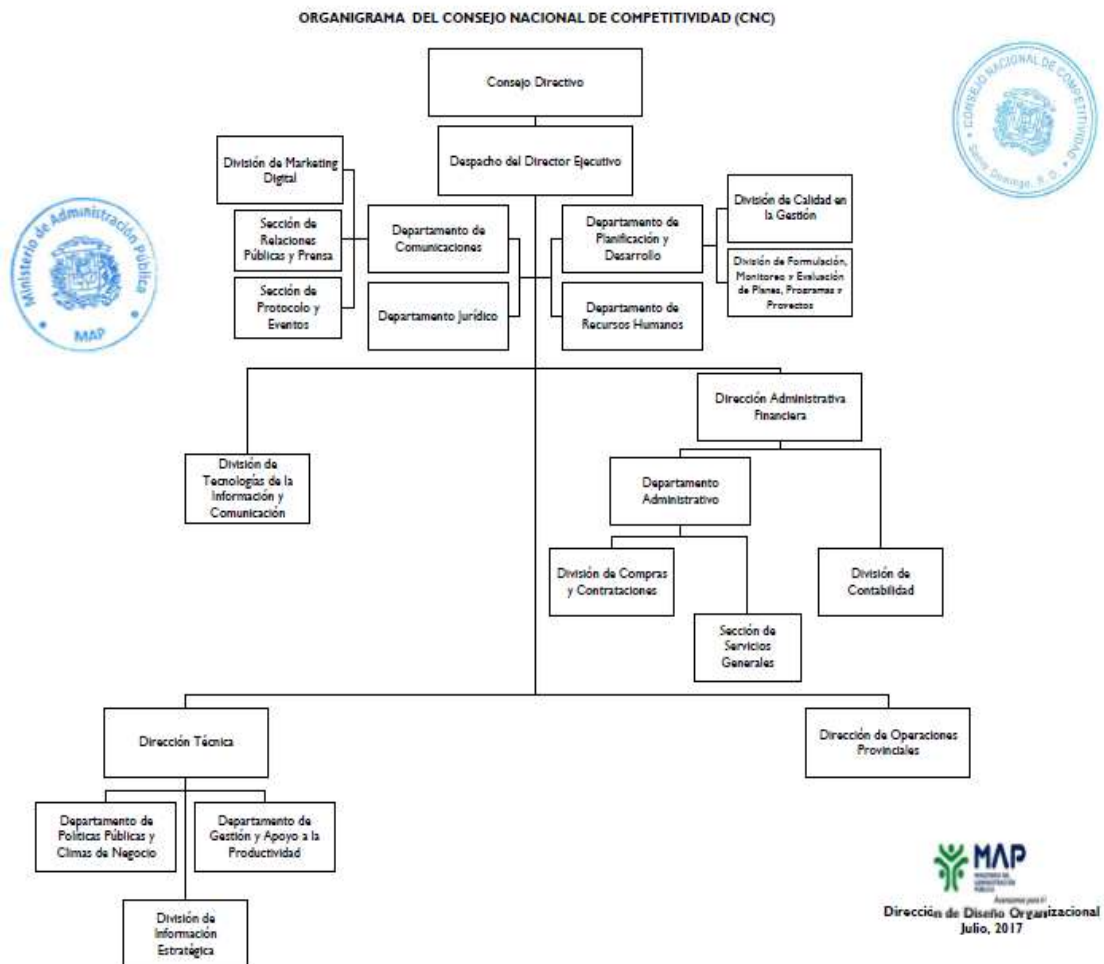 ORGANIGRAMA DEL CONSEJO NACIONAL DE COMPETITIVIDAD (CNC)
Consejo Directivo
CONSEJO NACIONAL DE COMPETITIVIDAD
Santo Domingo, R. D.
Despacho del Director Ejecutivo
División de Marketing
Digital
División de Calidad en
la Gestión
Ministerio de Administración Pública
MAP
Sección de
Relaciones
Públicas y Prensa
Departamento de
Comunicaciones
Departamento de
Planificación y
Desarrollo
División de Formulación,
Monitoreo y Evaluación
de Planes, Programas y
Proyectos
Sección de
Protocolo y
Eventos
Departamento Jurídico
Departamento de
Recursos Humanos
Dirección Administrativa
Financiera
División de
Tecnologías de la
Información y
Comunicación
Departamento
Administrativo
División de Compras
y Contrataciones
División de
Contabilidad
Sección de
Servicios
Generales
Dirección Técnica
Dirección de Operaciones
Provinciales
Departamento de
Políticas Públicas y
Climas de Negocio
Departamento de
Gestión y Apoyo a la
Productividad
División de
Información
Estratégica
MAP
MINISTERIO DE
ADMINISTRACIÓN
PÚBLICA
Dirección de Diseño Organizacional
Julio, 2017